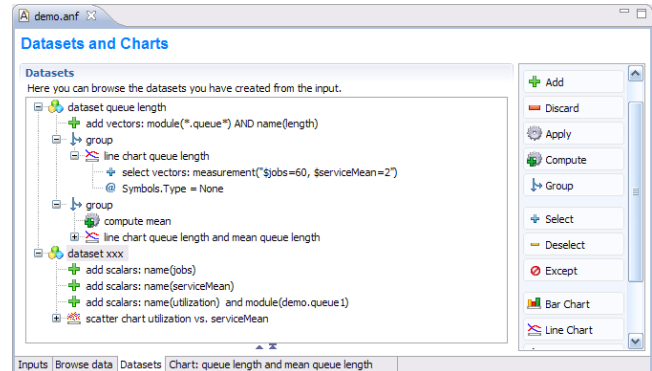 demo.anf
Datasets and Charts
Datasets
Here you can browse the datasets you have created from the input.
dataset queue length
add vectors: module(*.queue*) AND name(length)
group
line chart queue length
select vectors: measurement("$jobs=60, $serviceMean=2")
@ Symbols.Type = None
group
compute mean
line chart queue length and mean queue length
dataset xxx
add scalars: name(jobs)
add scalars: name(serviceMean)
add scalars: name(utilization) and module(demo.queue1)
scatter chart utilization vs. serviceMean
Add
Discard
Apply
Compute
Group
Select
Deselect
Except
Bar Chart
Line Chart
Inputs Browse data Datasets Chart: queue length and mean queue length